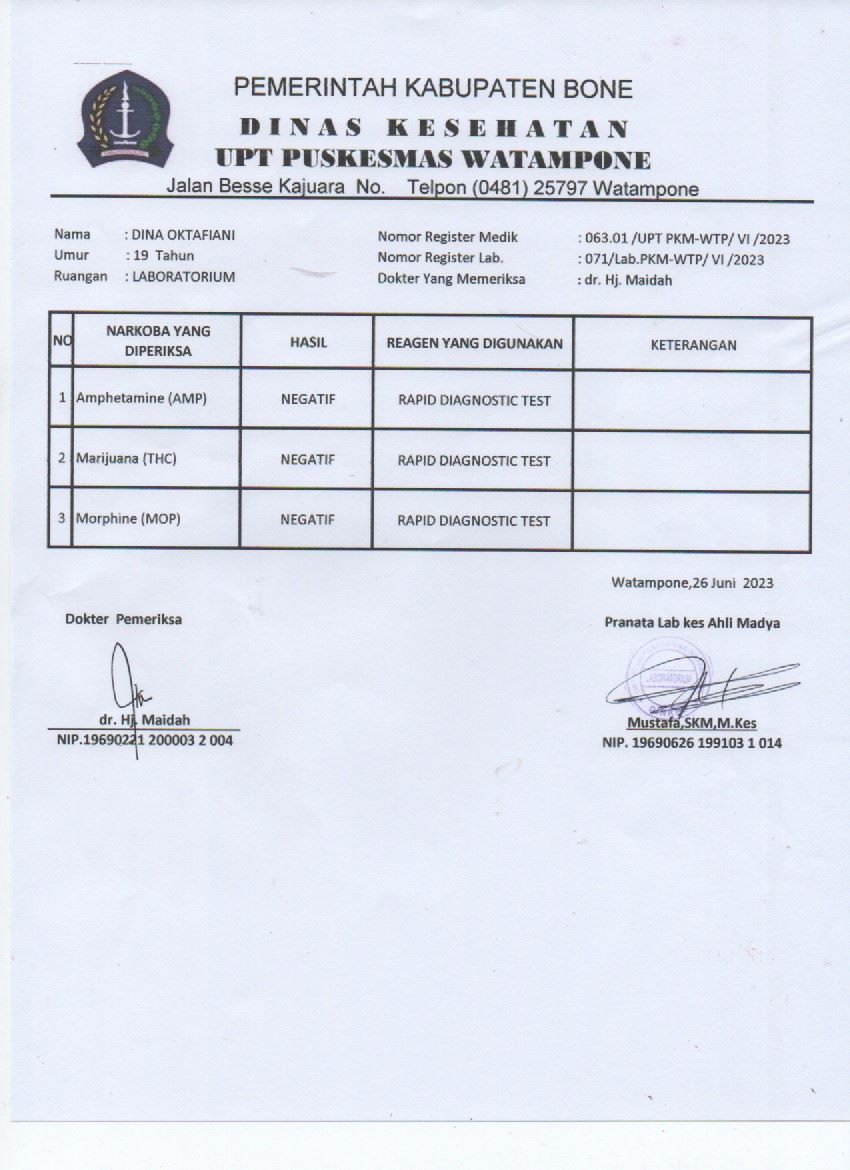 PEMERINTAH KABUPATEN BONE
DINAS KESEHATAN
UPT PUSKESMAS WATAMPONE
Jalan Besse Kajuara No. Telpon (0481) 25797 Watampone
Nama : DINA OKTAFIANI Nomor Register Medik : 063.01 /UPT PKM-WTP/ VI /2023
Umur : 19 Tahun Nomor Register Lab. : 071/Lab.PKM-WTP/ VI /2023
Ruangan : LABORATORIUM Dokter Yang Memeriksa : dr. Hj. Maidah
NO NARKOBA YANG DIPERIKSA HASIL REAGEN YANG DIGUNAKAN KETERANGAN
1 Amphetamine (AMP) NEGATIF RAPID DIAGNOSTIC TEST
2 Marijuana (THC) NEGATIF RAPID DIAGNOSTIC TEST
3 Morphine (MOP) NEGATIF RAPID DIAGNOSTIC TEST
Watampone,26 Juni 2023
Dokter Pemeriksa Pranata Lab kes Ahli Madya
LABORATORIUM
dr. Hj. Maidah Mustafa,SKM,M.Kes
NIP.19690221 200003 2 004 NIP. 19690626 199103 1 014